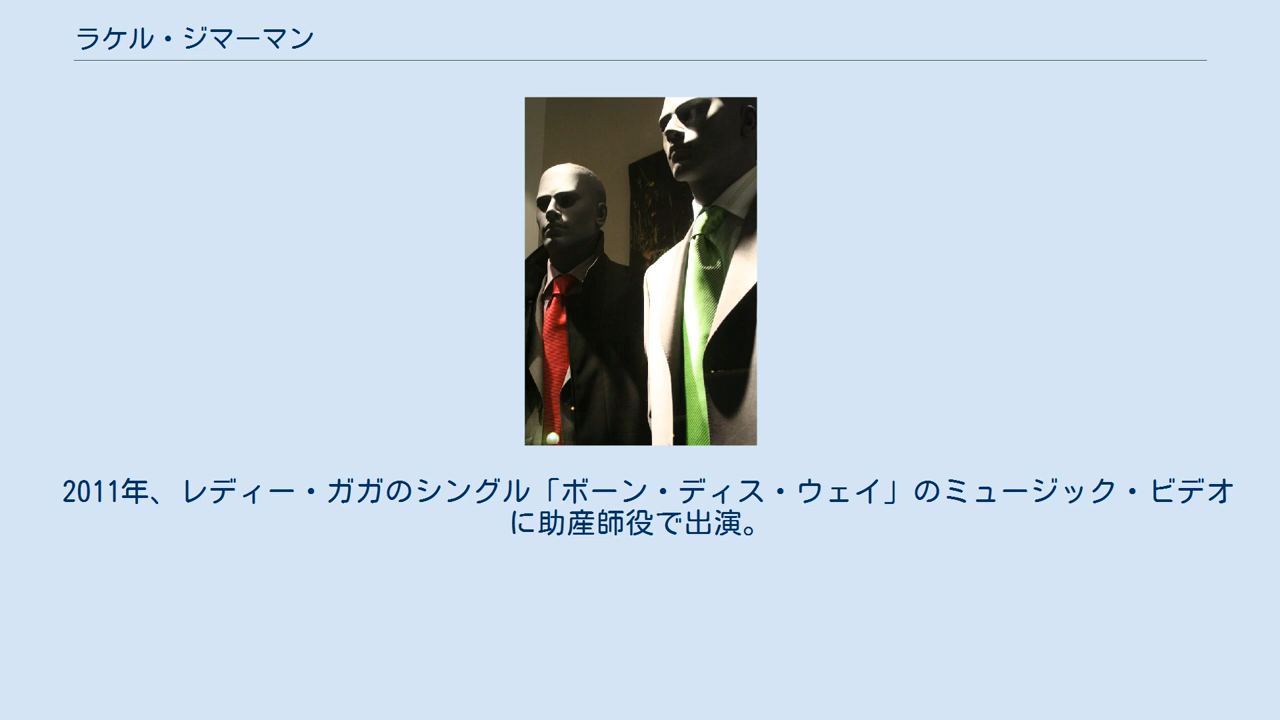 ラケル・ジマーマン
2011年、レディー・ガガのシングル「ボーン・ディス・ウェイ」のミュージック・ビデオ
に助産師役で出演。